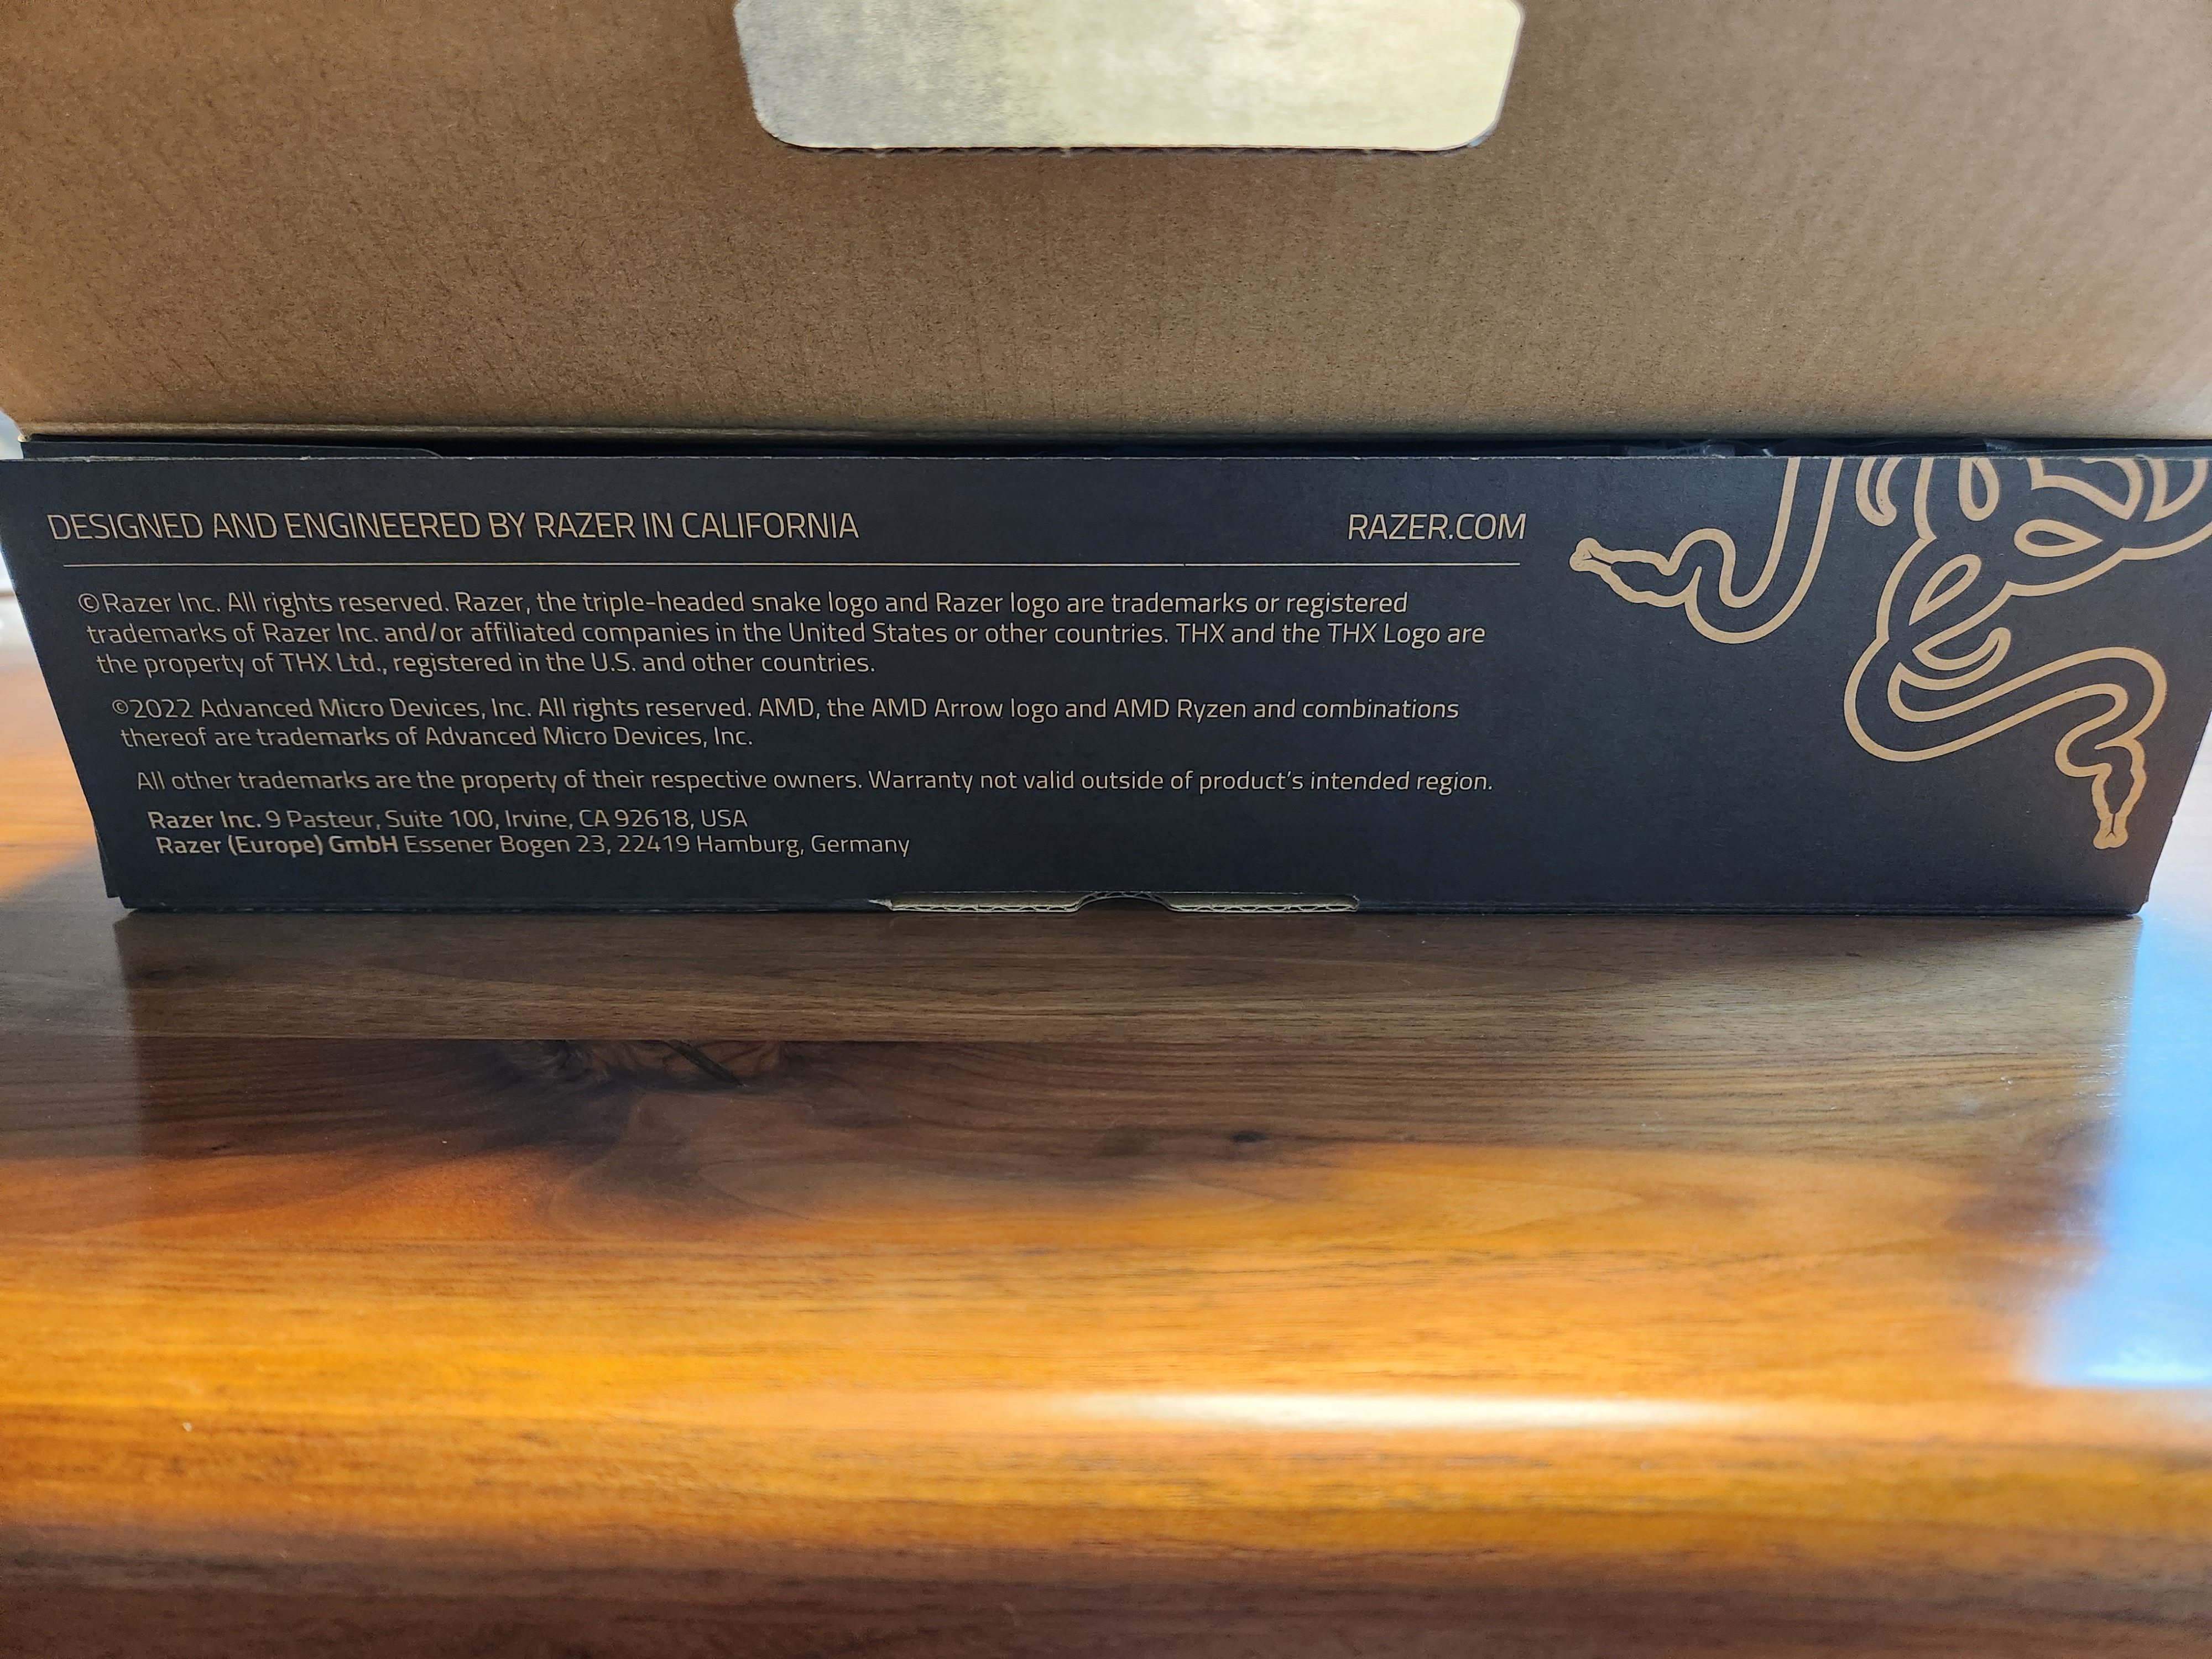 DESIGNED AND ENGINEERED BY RAZER IN CALIFORNIA
RAZER.COM
©Razer Inc. All rights reserved. Razer, the triple-headed snake logo and Razer logo are trademarks or registered
trademarks of Razer Inc. and/or affiliated companies in the United States or other countries. THX and the THX Logo are
the property of THX Ltd., registered in the U.S. and other countries.
©2022 Advanced Micro Devices, Inc. All rights reserved. AMD, the AMD Arrow logo and AMD Ryzen and combinations
thereof are trademarks of Advanced Micro Devices, Inc.
All other trademarks are the property of their respective owners. Warranty not valid outside of product's intended region.
Razer Inc. 9 Pasteur, Suite 100, Irvine, CA 92618, USA
Razer (Europe) GmbH Essener Bogen 23, 22419 Hamburg, Germany